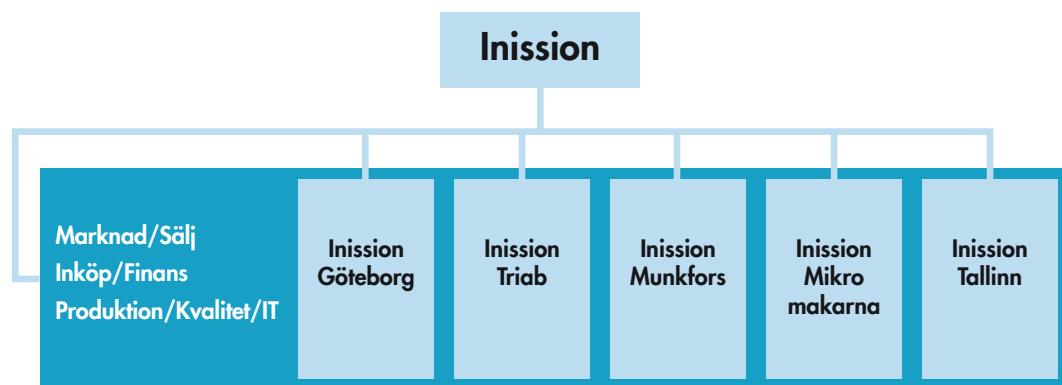 Inission
Marknad/Sälj
Inköp/Finans
Produktion/Kvalitet/IT
Inission
Göteborg
Inission
Triab
Inission
Munkfors
Inission
Mikro
makarna
Inission
Tallinn